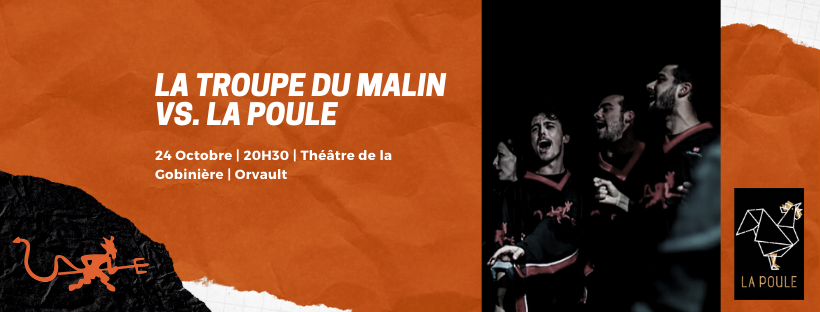 LA TROUPE DU MALIN
VS. LA POULE
24 Octobre | 20H30 | Théâtre de la
Gobinière | Orvault
LA POULE